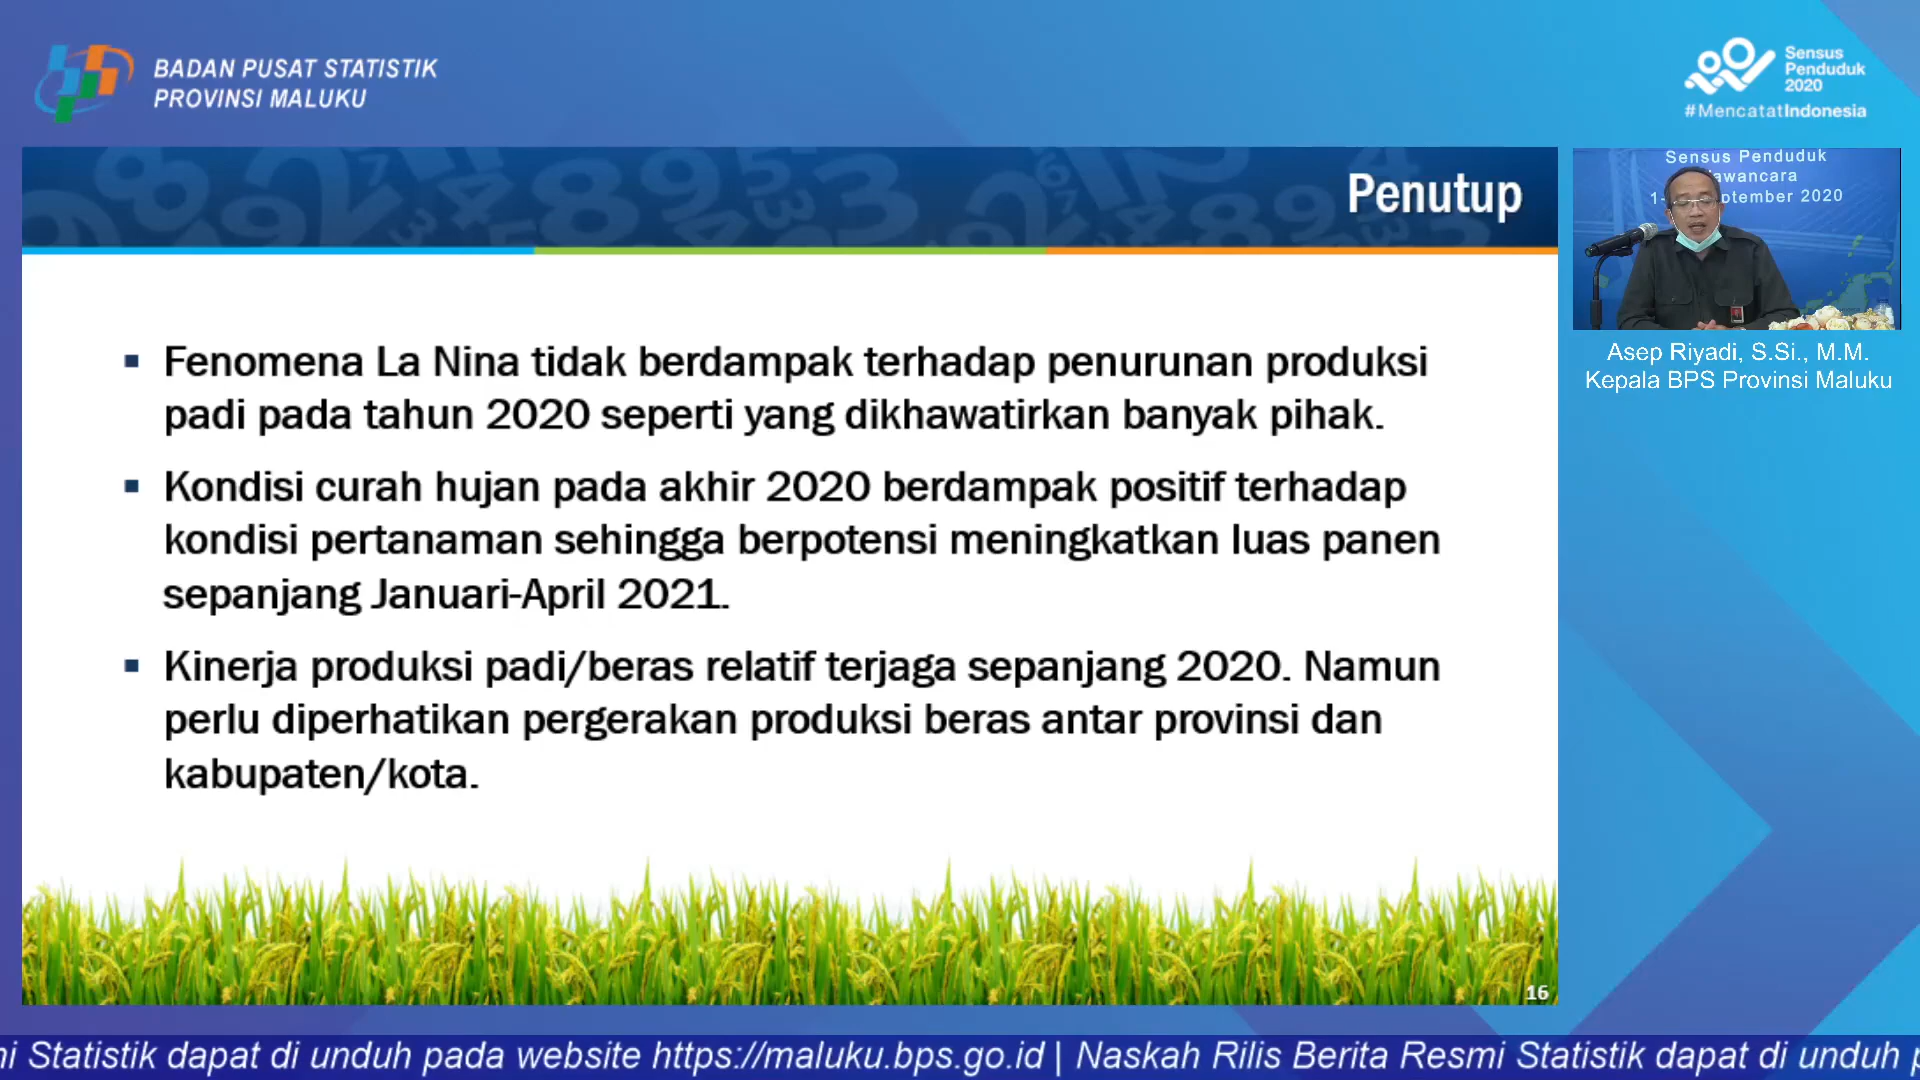 BADAN PUSAT STATISTIK
PROVINSI MALUKU
Sensus
Penduduk
2020
#MencatatIndonesia
Penutup
Sensus Penduduk
awancara
1- ptember 2020
Asep Riyadi, S.Si., M.M.
Kepala BPS Provinsi Maluku
▪ Fenomena La Nina tidak berdampak terhadap penurunan produksi
padi pada tahun 2020 seperti yang dikhawatirkan banyak pihak.
▪ Kondisi curah hujan pada akhir 2020 berdampak positif terhadap
kondisi pertanaman sehingga berpotensi meningkatkan luas panen
sepanjang Januari-April 2021.
▪ Kinerja produksi padi/beras relatif terjaga sepanjang 2020. Namun
perlu diperhatikan pergerakan produksi beras antar provinsi dan
kabupaten/kota.
16
i Statistik dapat di unduh pada website https://maluku.bps.go.id | Naskah Rilis Berita Resmi Statistik dapat di unduh